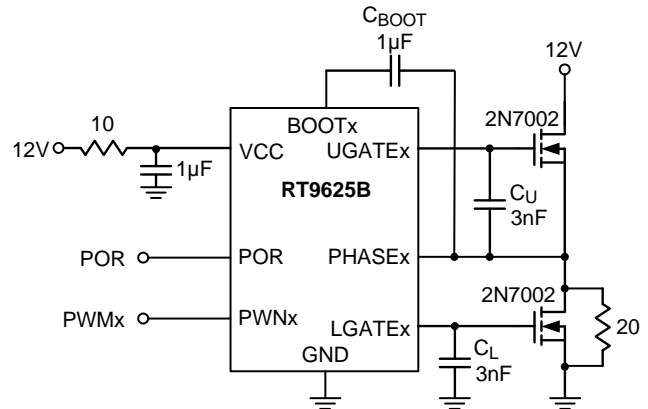 CBOOT
1µF
12V
10
2N7002
BOOTx
12V
VCC
UGATEx
1µF
RT9625B
CU
3nF
POR
POR
PHASEx
2N7002
PWMx
PWNx
LGATEx
20
GND
CL
3nF